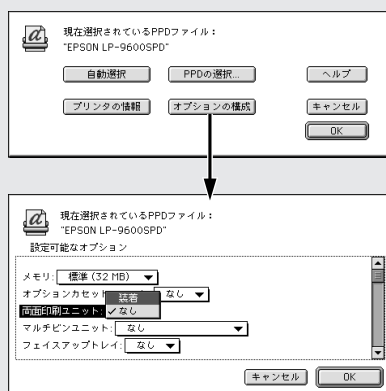 現在選択されているPPDファイル：
"EPSON LP-9600SPD"
自動選択 PPDの選択... ヘルプ
プリンタの情報 オプションの構成 キャンセル
OK
現在選択されているPPDファイル：
"EPSON LP-9600SPD"
設定可能なオプション
メモリ: 標準 (32 MB)
オプションカセット なし
装着
両面印刷ユニット: ✓なし
マルチビンユニット: なし
フェイスアップトレイ: なし
キャンセル OK